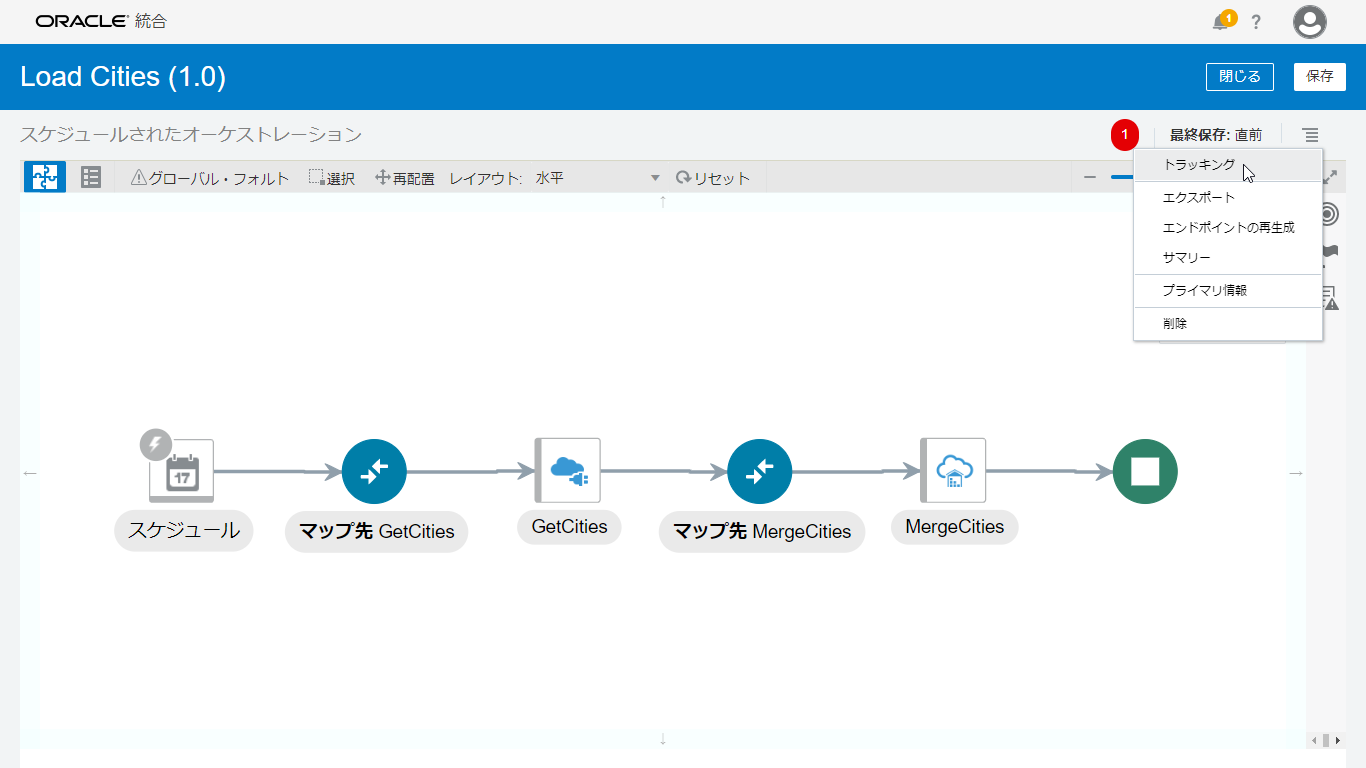 ORACLE 統合
1
?
Load Cities (1.0)
閉じる
保存
スケジュールされたオーケストレーション
1
最終保存: 直前
グローバル・フォルト
選択
再配置
レイアウト:
水平
リセット
トラッキング
エクスポート
エンドポイントの再生成
サマリー
プライマリ情報
削除
17
スケジュール
マップ先 GetCities
GetCities
マップ先 MergeCities
MergeCities